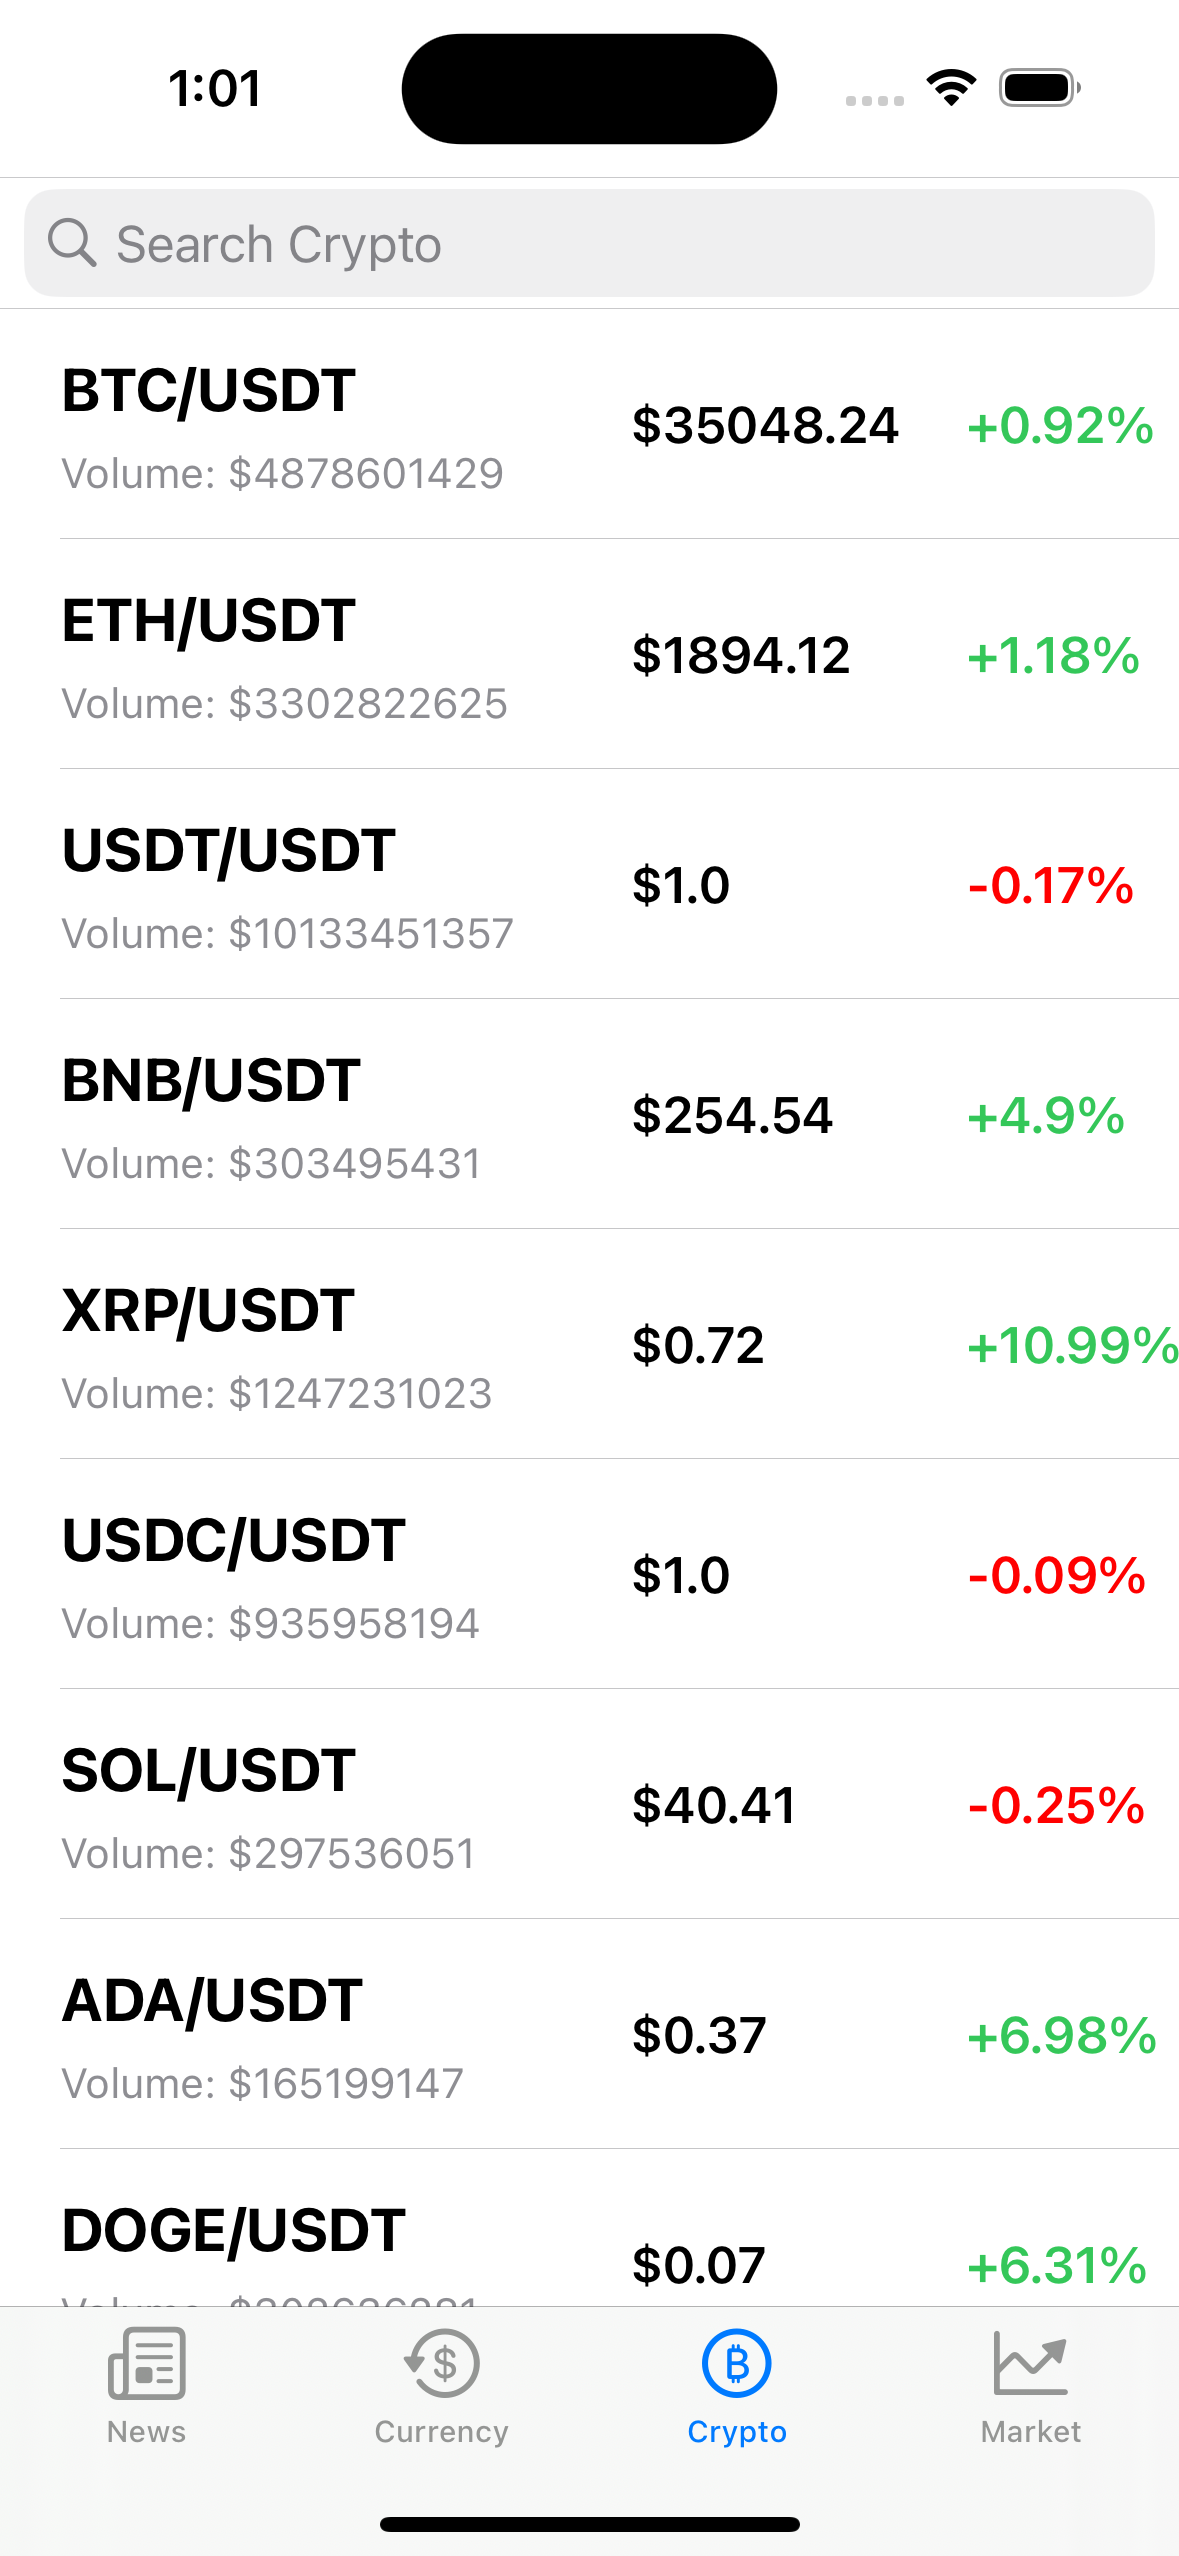 1:01
Search Crypto
BTC/USDT
Volume: $4878601429
$35048.24
+0.92%
ETH/USDT
Volume: $3302822625
$1894.12
+1.18%
USDT/USDT
Volume: $10133451357
$1.0
-0.17%
BNB/USDT
Volume: $303495431
$254.54
+4.9%
XRP/USDT
Volume: $1247231023
$0.72
+10.99%
USDC/USDT
Volume: $935958194
$1.0
-0.09%
SOL/USDT
Volume: $297536051
$40.41
-0.25%
ADA/USDT
Volume: $165199147
$0.37
+6.98%
DOGE/USDT
$0.07
+6.31%
News
Currency
Crypto
Market